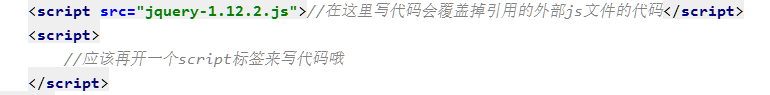 <script src="jquery-1.12.2.js">//在这里写代码会覆盖掉引用的外部js文件的代码</script>
<script>
//应该再开一个script标签来写代码哦
</script>